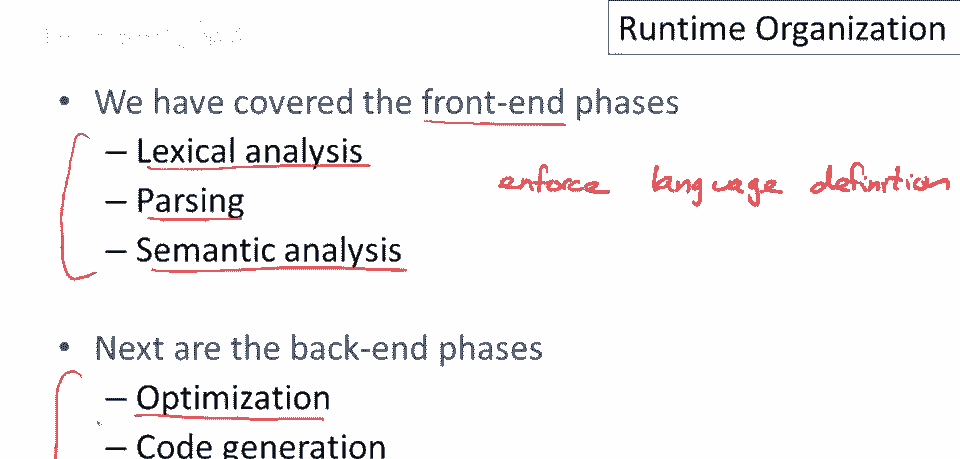 Runtime Organization
• We have covered the front-end phases
– Lexical analysis
– Parsing
enforce language definition
– Semantic analysis
• Next are the back-end phases
– Optimization
– Code generation